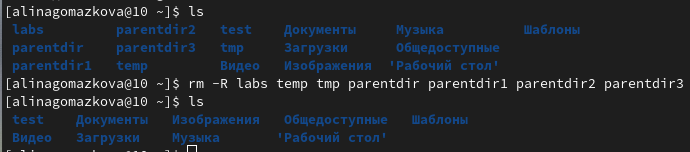 [alinagomazkova@10 ~]$ ls
labs parentdir2 test Документы Музыка Шаблоны
parentdir parentdir3 tmp Загрузки Общедоступные
parentdir1 temp Видео Изображения 'Рабочий стол'
[alinagomazkova@10 ~]$ rm -R labs temp tmp parentdir parentdir1 parentdir2 parentdir3
[alinagomazkova@10 ~]$ ls
test Документы Изображения Общедоступные Шаблоны
Видео Загрузки Музыка 'Рабочий стол'
[alinagomazkova@10 ~]$